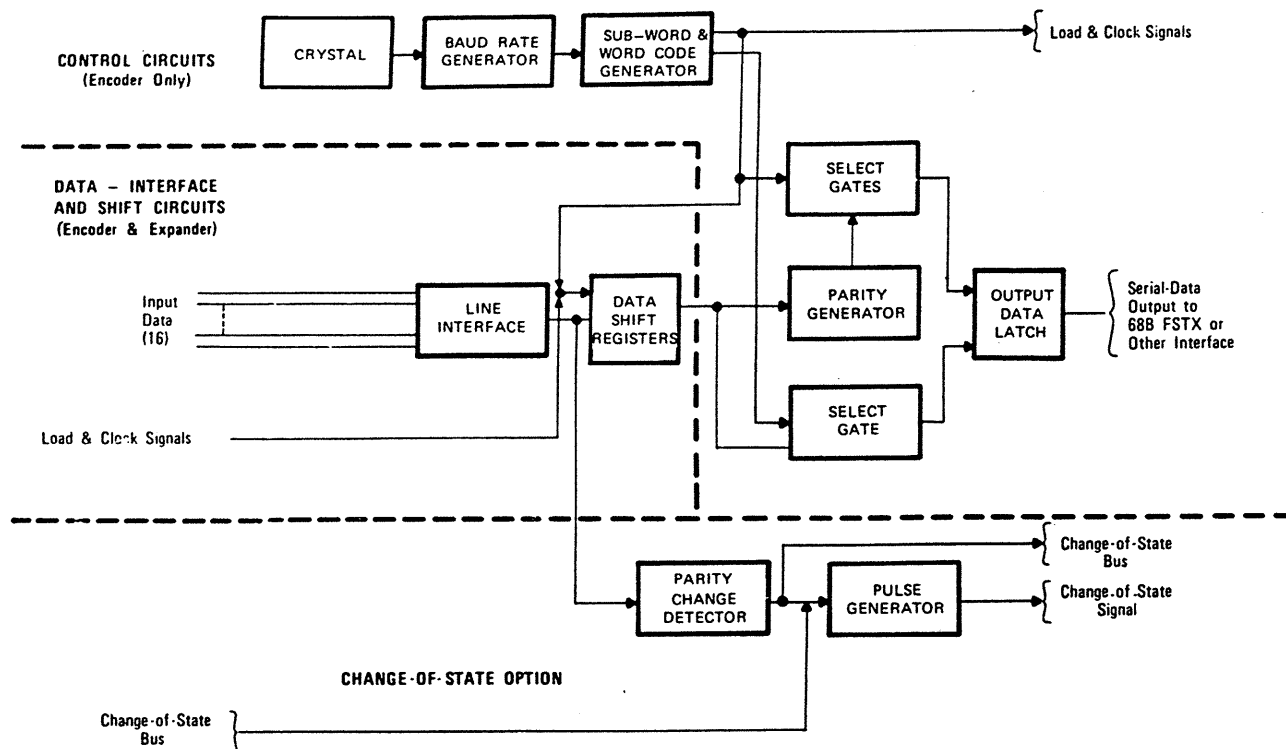 CONTROL CIRCUITS
(Encoder Only)
CRYSTAL
BAUD RATE
GENERATOR
SUB-WORD &
WORD CODE
GENERATOR
Load & Clock Signals
DATA - INTERFACE
AND SHIFT CIRCUITS
(Encoder & Expander)
SELECT
GATES
Input
Data
(16)
LINE
INTERFACE
DATA
SHIFT
REGISTERS
PARITY
GENERATOR
OUTPUT
DATA
LATCH
Serial-Data
Output to
68B FSTX or
Other Interface
Load & Clock Signals
SELECT
GATE
PARITY
CHANGE
DETECTOR
PULSE
GENERATOR
Change-of-State
Bus
Change-of-State
Signal
CHANGE-OF-STATE OPTION
Change-of-State
Bus